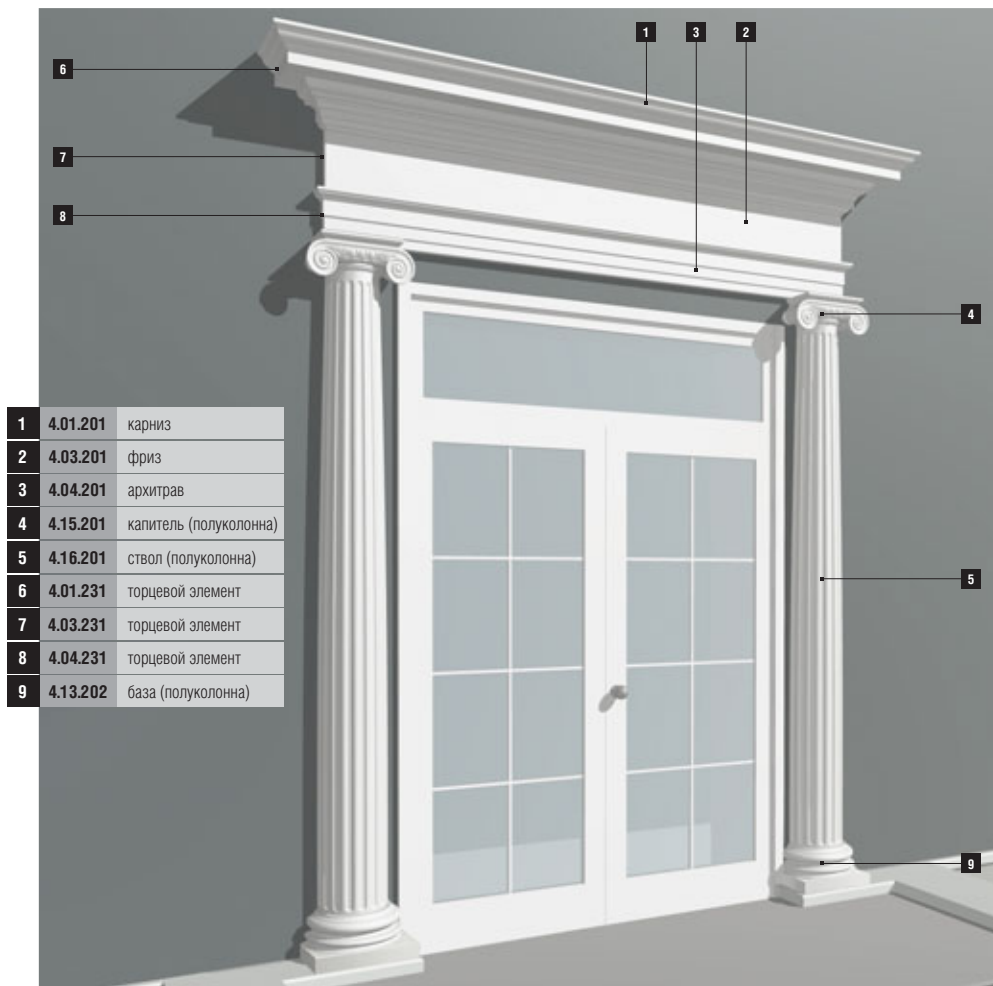 1 3 2
6
7
8
4
1 4.01.201 карниз
2 4.03.201 фриз
3 4.04.201 архитрав
4 4.15.201 капитель (полуколонна)
5 4.16.201 ствол (полуколонна)
6 4.01.231 торцевой элемент
7 4.03.231 торцевой элемент
8 4.04.231 торцевой элемент
9 4.13.202 база (полуколонна)
5
9